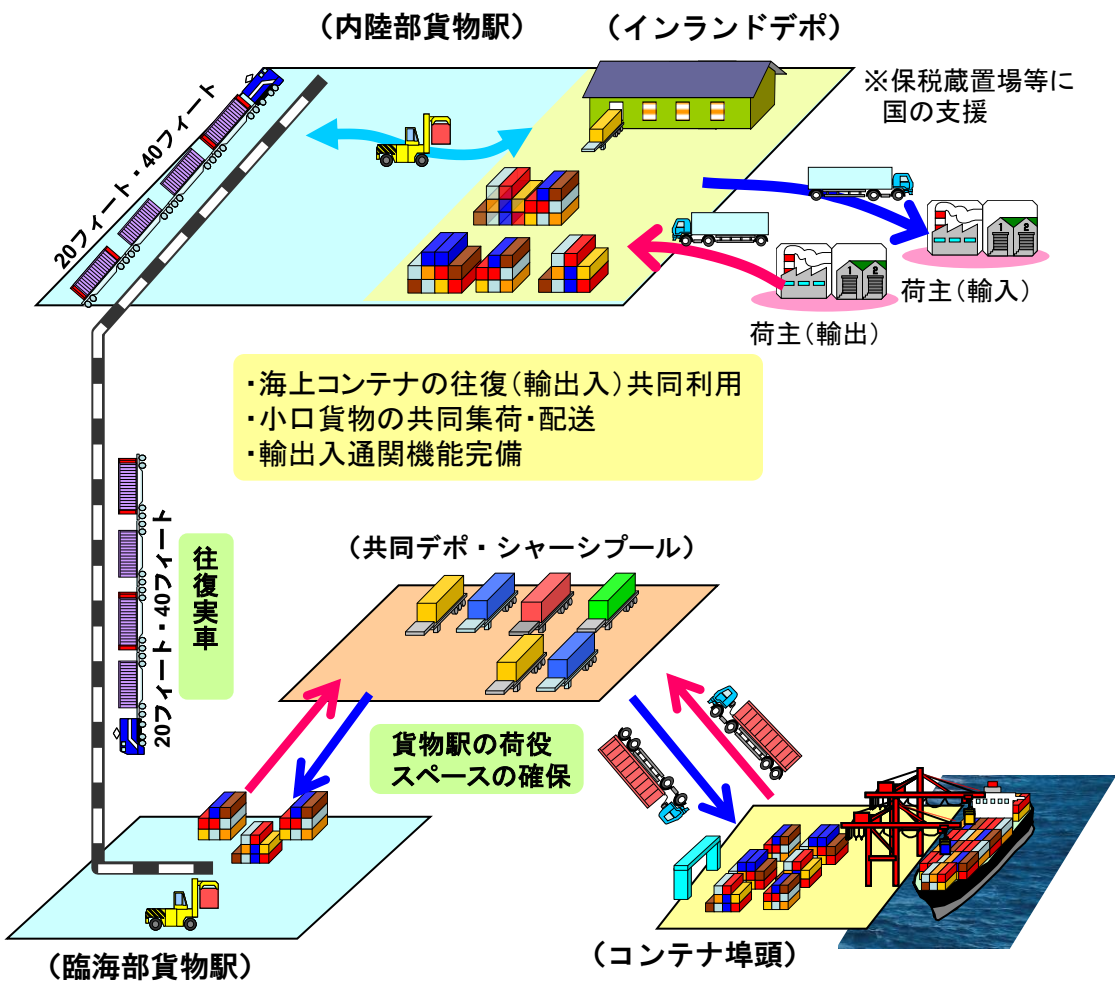 （内陸部貨物駅）
（インランドデポ）
※保税蔵置場等に
国の支援
20フィート・40フィート
1 2
荷主（輸入）
1 2
荷主（輸出）
・海上コンテナの往復（輸出入）共同利用
・小口貨物の共同集荷・配送
・輸出入通関機能完備
20フィート・40フィート
往復実車
（共同デポ・シャーシプール）
貨物駅の荷役
スペースの確保
（臨海部貨物駅）
（コンテナ埠頭）